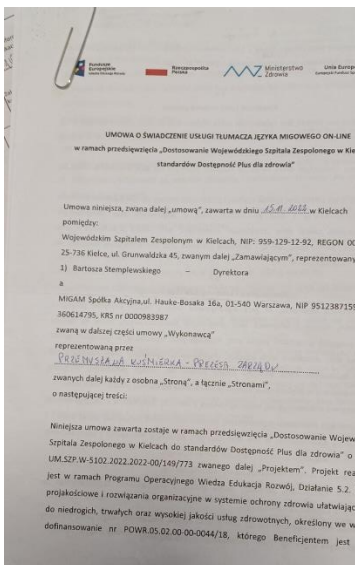 Fundusze
Europejskie
Rzeczpospolita
Polska
Ministerstwo
Zdrowia
Unia Europ
UMOWA O ŚWIADCZENIE USŁUGI TŁUMACZA JĘZYKA MIGOWEGO ON-LINE
w ramach przedsięwzięcia „Dostosowanie Wojewódzkiego Szpitala Zespolonego w Kie
standardów Dostępność Plus dla zdrowia”
Umowa niniejsza, zwana dalej „umową”, zawarta w dniu 2022 w Kielcach
pomiędzy:
Wojewódzkim Szpitalem Zespolonym w Kielcach, NIP: 959-129-12-92, REGON 00
25-736 Kielce, ul. Grunwaldzka 45, zwanym dalej „Zamawiającym”, reprezentowany
1) Bartosza Stemplewskiego – Dyrektora
a
MIGAM Spółka Akcyjna,ul. Hauke-Bosaka 16a, 01-540 Warszawa, NIP 951238715
360614795, KRS nr 0000983987
zwaną w dalszej części umowy „Wykonawcą”
reprezentowaną przez
PRZEMYSŁAWA KUŚMIERKA - PREZESA ZARZĄDU
zwanych dalej każdy z osobna „Stroną”, a łącznie „Stronami”,
o następującej treści:
Niniejsza umowa zawarta zostaje w ramach przedsięwzięcia „Dostosowanie Wojew
Szpitala Zespolonego w Kielcach do standardów Dostępność Plus dla zdrowia” o
UM.SZP.W-5102.2022.2022-00/149/773 zwanego dalej „Projektem”. Projekt rea
jest w ramach Programu Operacyjnego Wiedza Edukacja Rozwój, Działanie 5.2.
projakościowe i rozwiązania organizacyjne w systemie ochrony zdrowia ułatwiając
do niedrogich, trwałych oraz wysokiej jakości usług zdrowotnych, określony we w
dofinansowanie nr POWR.05.02.00-00-0044/18, którego Beneficjentem jest